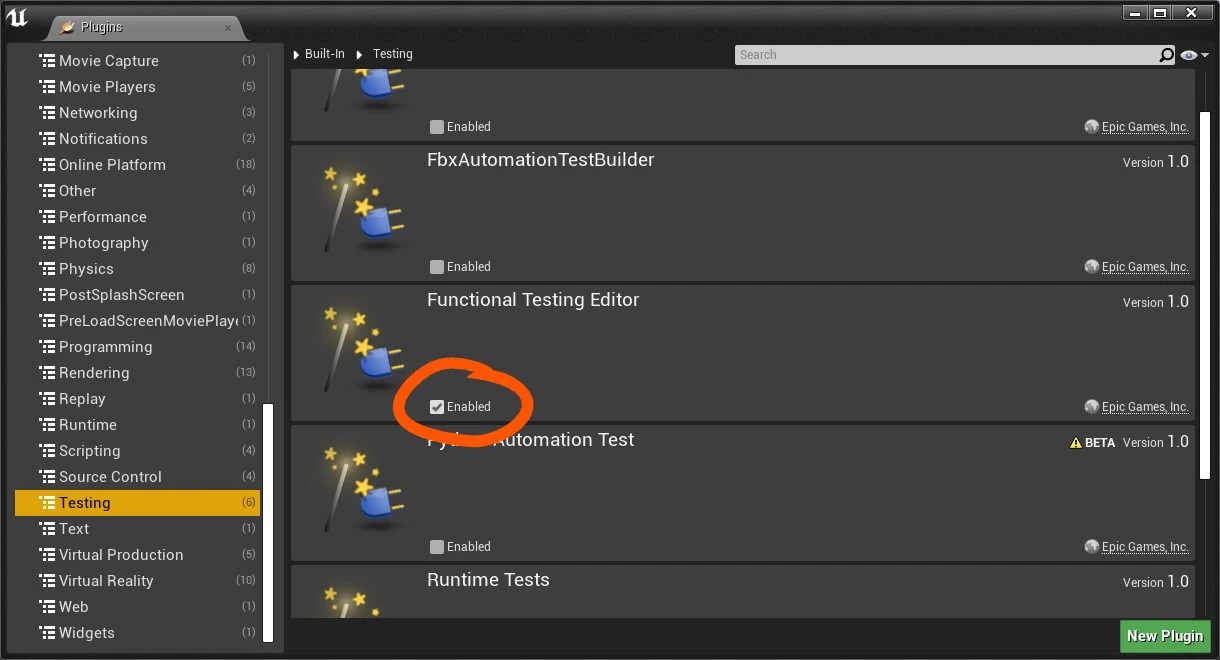 Plugins
Movie Capture (1)
Movie Players (5)
Networking (3)
Notifications (2)
Online Platform (18)
Other (4)
Performance (1)
Photography (1)
Physics (8)
PostSplashScreen (1)
PreLoadScreenMoviePlaye (1)
Programming (14)
Rendering (13)
Replay (1)
Runtime (1)
Scripting (4)
Source Control (4)
Testing (6)
Text (1)
Virtual Production (5)
Virtual Reality (10)
Web (1)
Widgets (1)
Built-In Testing
Search
Enabled Epic Games, Inc.
FbxAutomationTestBuilder Version 1.0
Enabled Epic Games, Inc.
Functional Testing Editor Version 1.0
Enabled Epic Games, Inc.
Automation Test BETA Version 1.0
Enabled Epic Games, Inc.
Runtime Tests Version 1.0
New Plugin